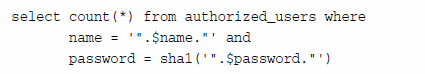 select count(*) from authorized_users where
name = '".$name."' and
password = sha1('".$password."')